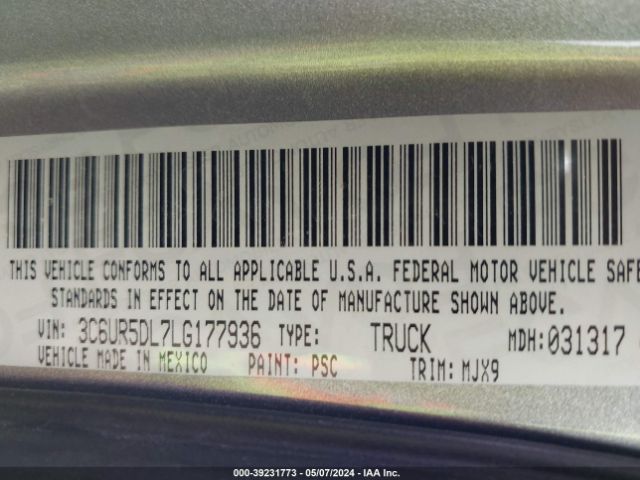 THIS VEHICLE CONFORMS TO ALL APPLICABLE U.S.A. FEDERAL MOTOR VEHICLE SAFE
STANDARDS IN EFFECT ON THE DATE OF MANUFACTURE SHOWN ABOVE.
VIN: 3C6UR5DL7LG177936 TYPE: TRUCK MDH:031317
VEHICLE MADE IN MEXICO PAINT: PSC TRIM: MJX9
000-39231773 - 05/07/2024 - IAA Inc.